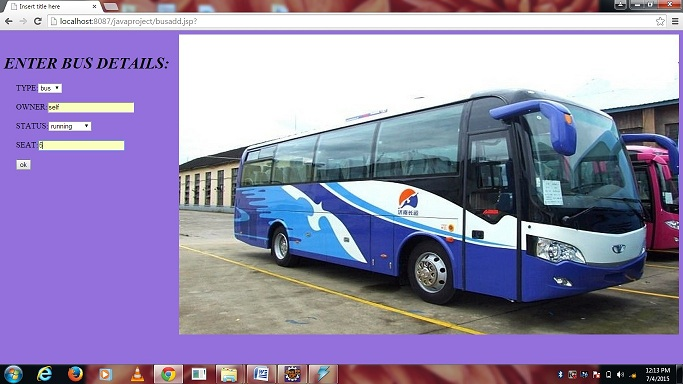 Insert title here
localhost:8087/javaproject/busadd.jsp?
ENTER BUS DETAILS:
TYPE: bus
OWNER: self
STATUS: running
SEAT:
ok
12:13 PM
7/4/2015